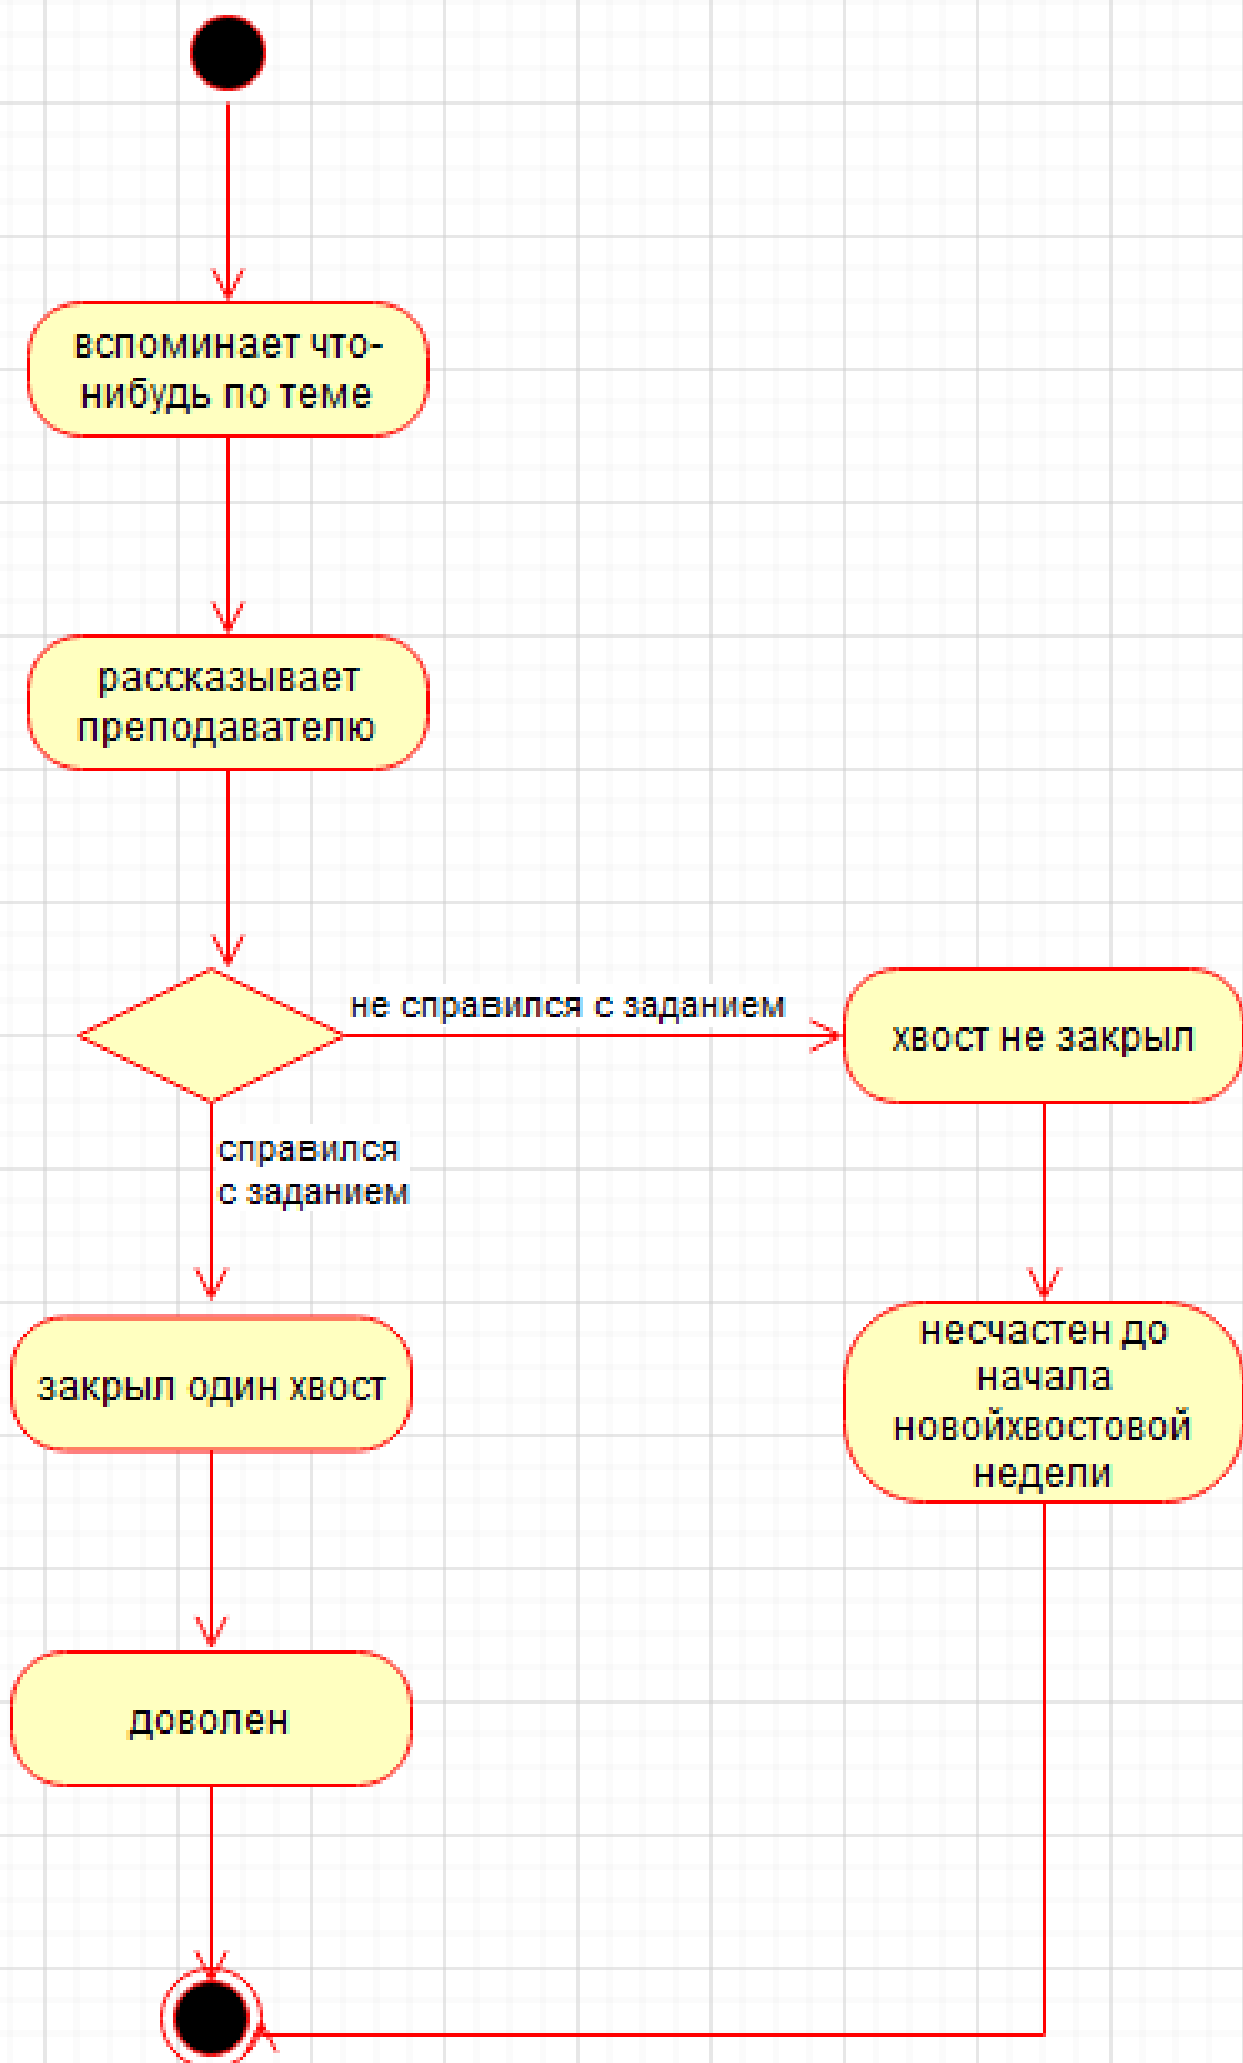 вспоминает что-
нибудь по теме
рассказывает
преподавателю
не справился с заданием
хвост не закрыл
справился
с заданием
закрыл один хвост
несчастен до
начала
новойхвостовой
недели
доволен